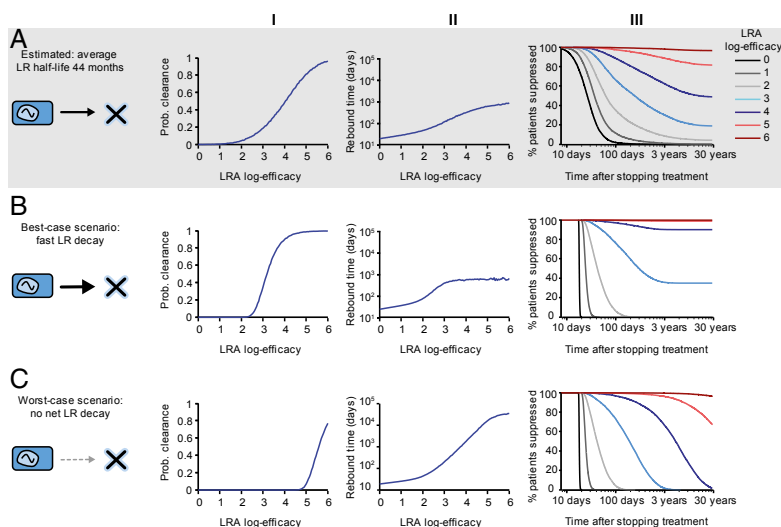 I II III
A
Estimated: average
LR half-life 44 months
Prob. clearance
1
0.8
0.6
0.4
0.2
0
0 1 2 3 4 5 6
LRA log-efficacy
Rebound time (days)
10⁵
10⁴
10³
10²
10¹
0 1 2 3 4 5 6
LRA log-efficacy
% patients suppressed
100
80
60
40
20
0
10 days 100 days 3 years 30 years
Time after stopping treatment
LRA
log-efficacy
0
1
2
3
4
5
6
B
Best-case scenario:
fast LR decay
Prob. clearance
1
0.8
0.6
0.4
0.2
0
0 1 2 3 4 5 6
LRA log-efficacy
Rebound time (days)
10⁵
10⁴
10³
10²
10¹
0 1 2 3 4 5 6
LRA log-efficacy
% patients suppressed
100
80
60
40
20
0
10 days 100 days 3 years 30 years
Time after stopping treatment
C
Worst-case scenario:
no net LR decay
Prob. clearance
1
0.8
0.6
0.4
0.2
0
0 1 2 3 4 5 6
LRA log-efficacy
Rebound time (days)
10⁵
10⁴
10³
10²
10
0 1 2 3 4 5 6
LRA log-efficacy
% patients suppressed
100
80
60
40
20
0
10 days 100 days 3 years 30 years
Time after stopping treatment